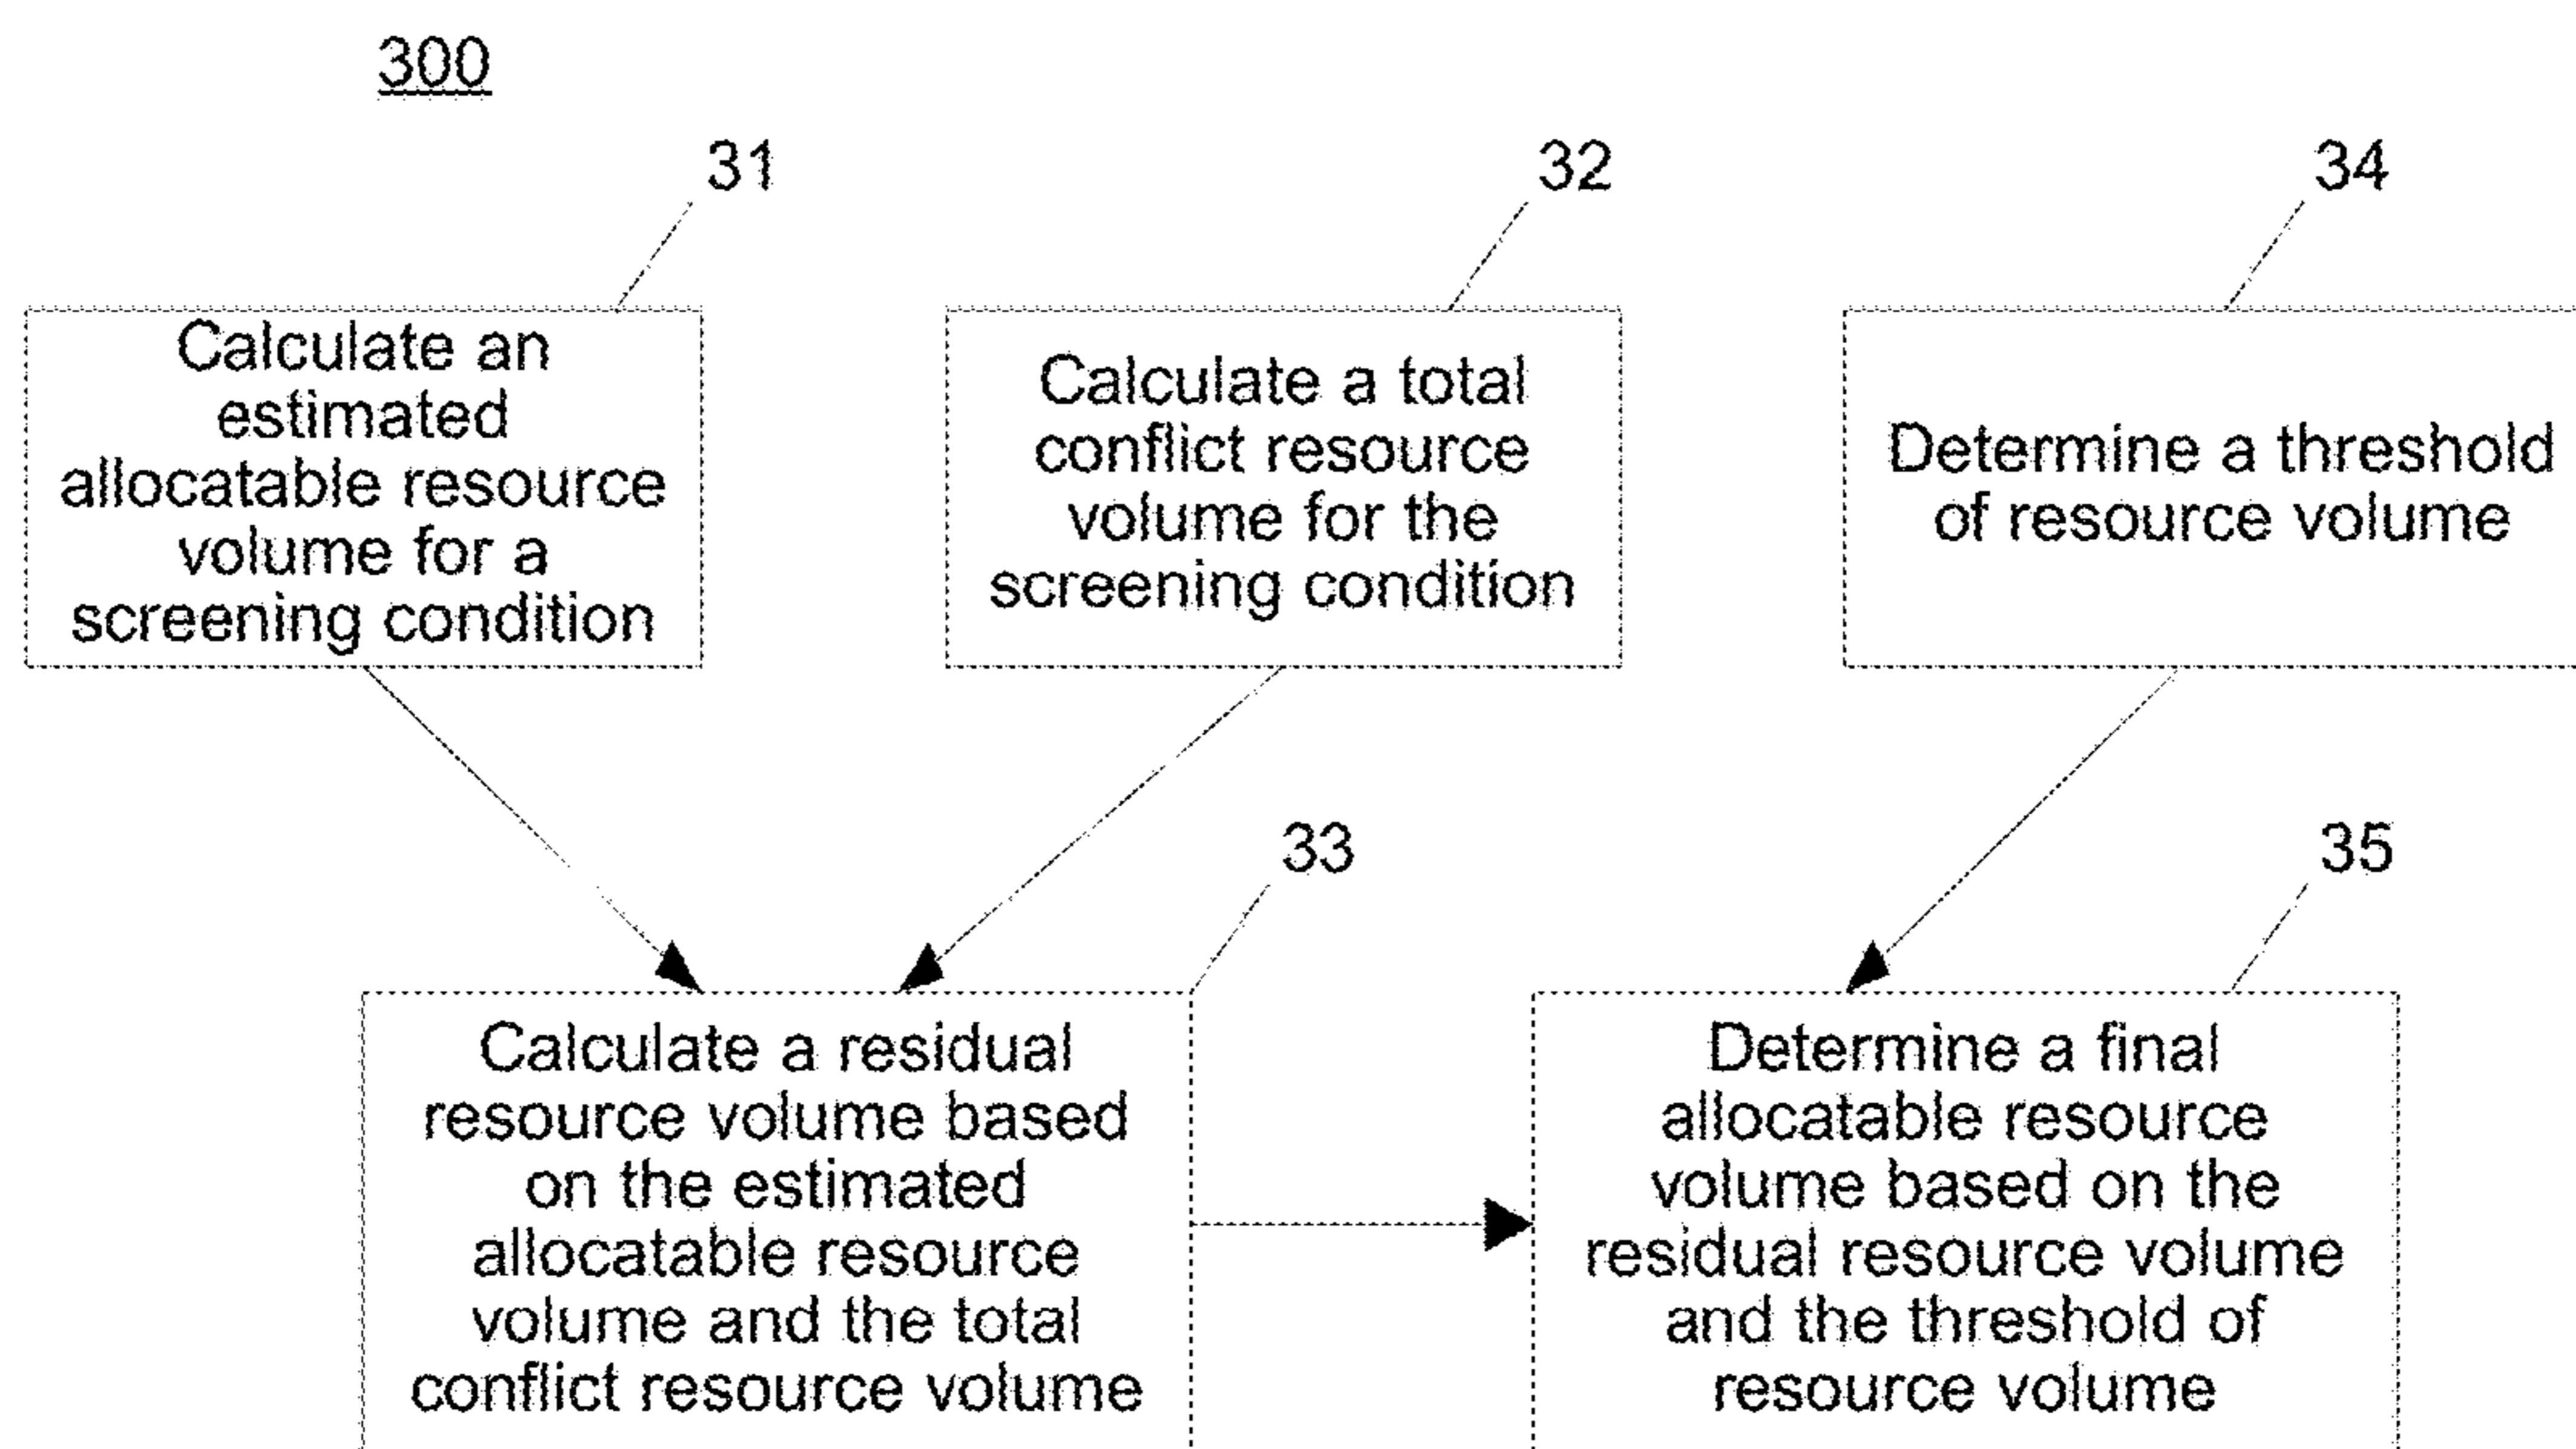 300
31
Calculate an
estimated
allocatable resource
volume for a
screening condition
32
Calculate a total
conflict resource
volume for the
screening condition
34
Determine a threshold
of resource volume
33
Calculate a residual
resource volume based
on the estimated
allocatable resource
volume and the total
conflict resource volume
35
Determine a final
allocatable resource
volume based on the
residual resource volume
and the threshold of
resource volume